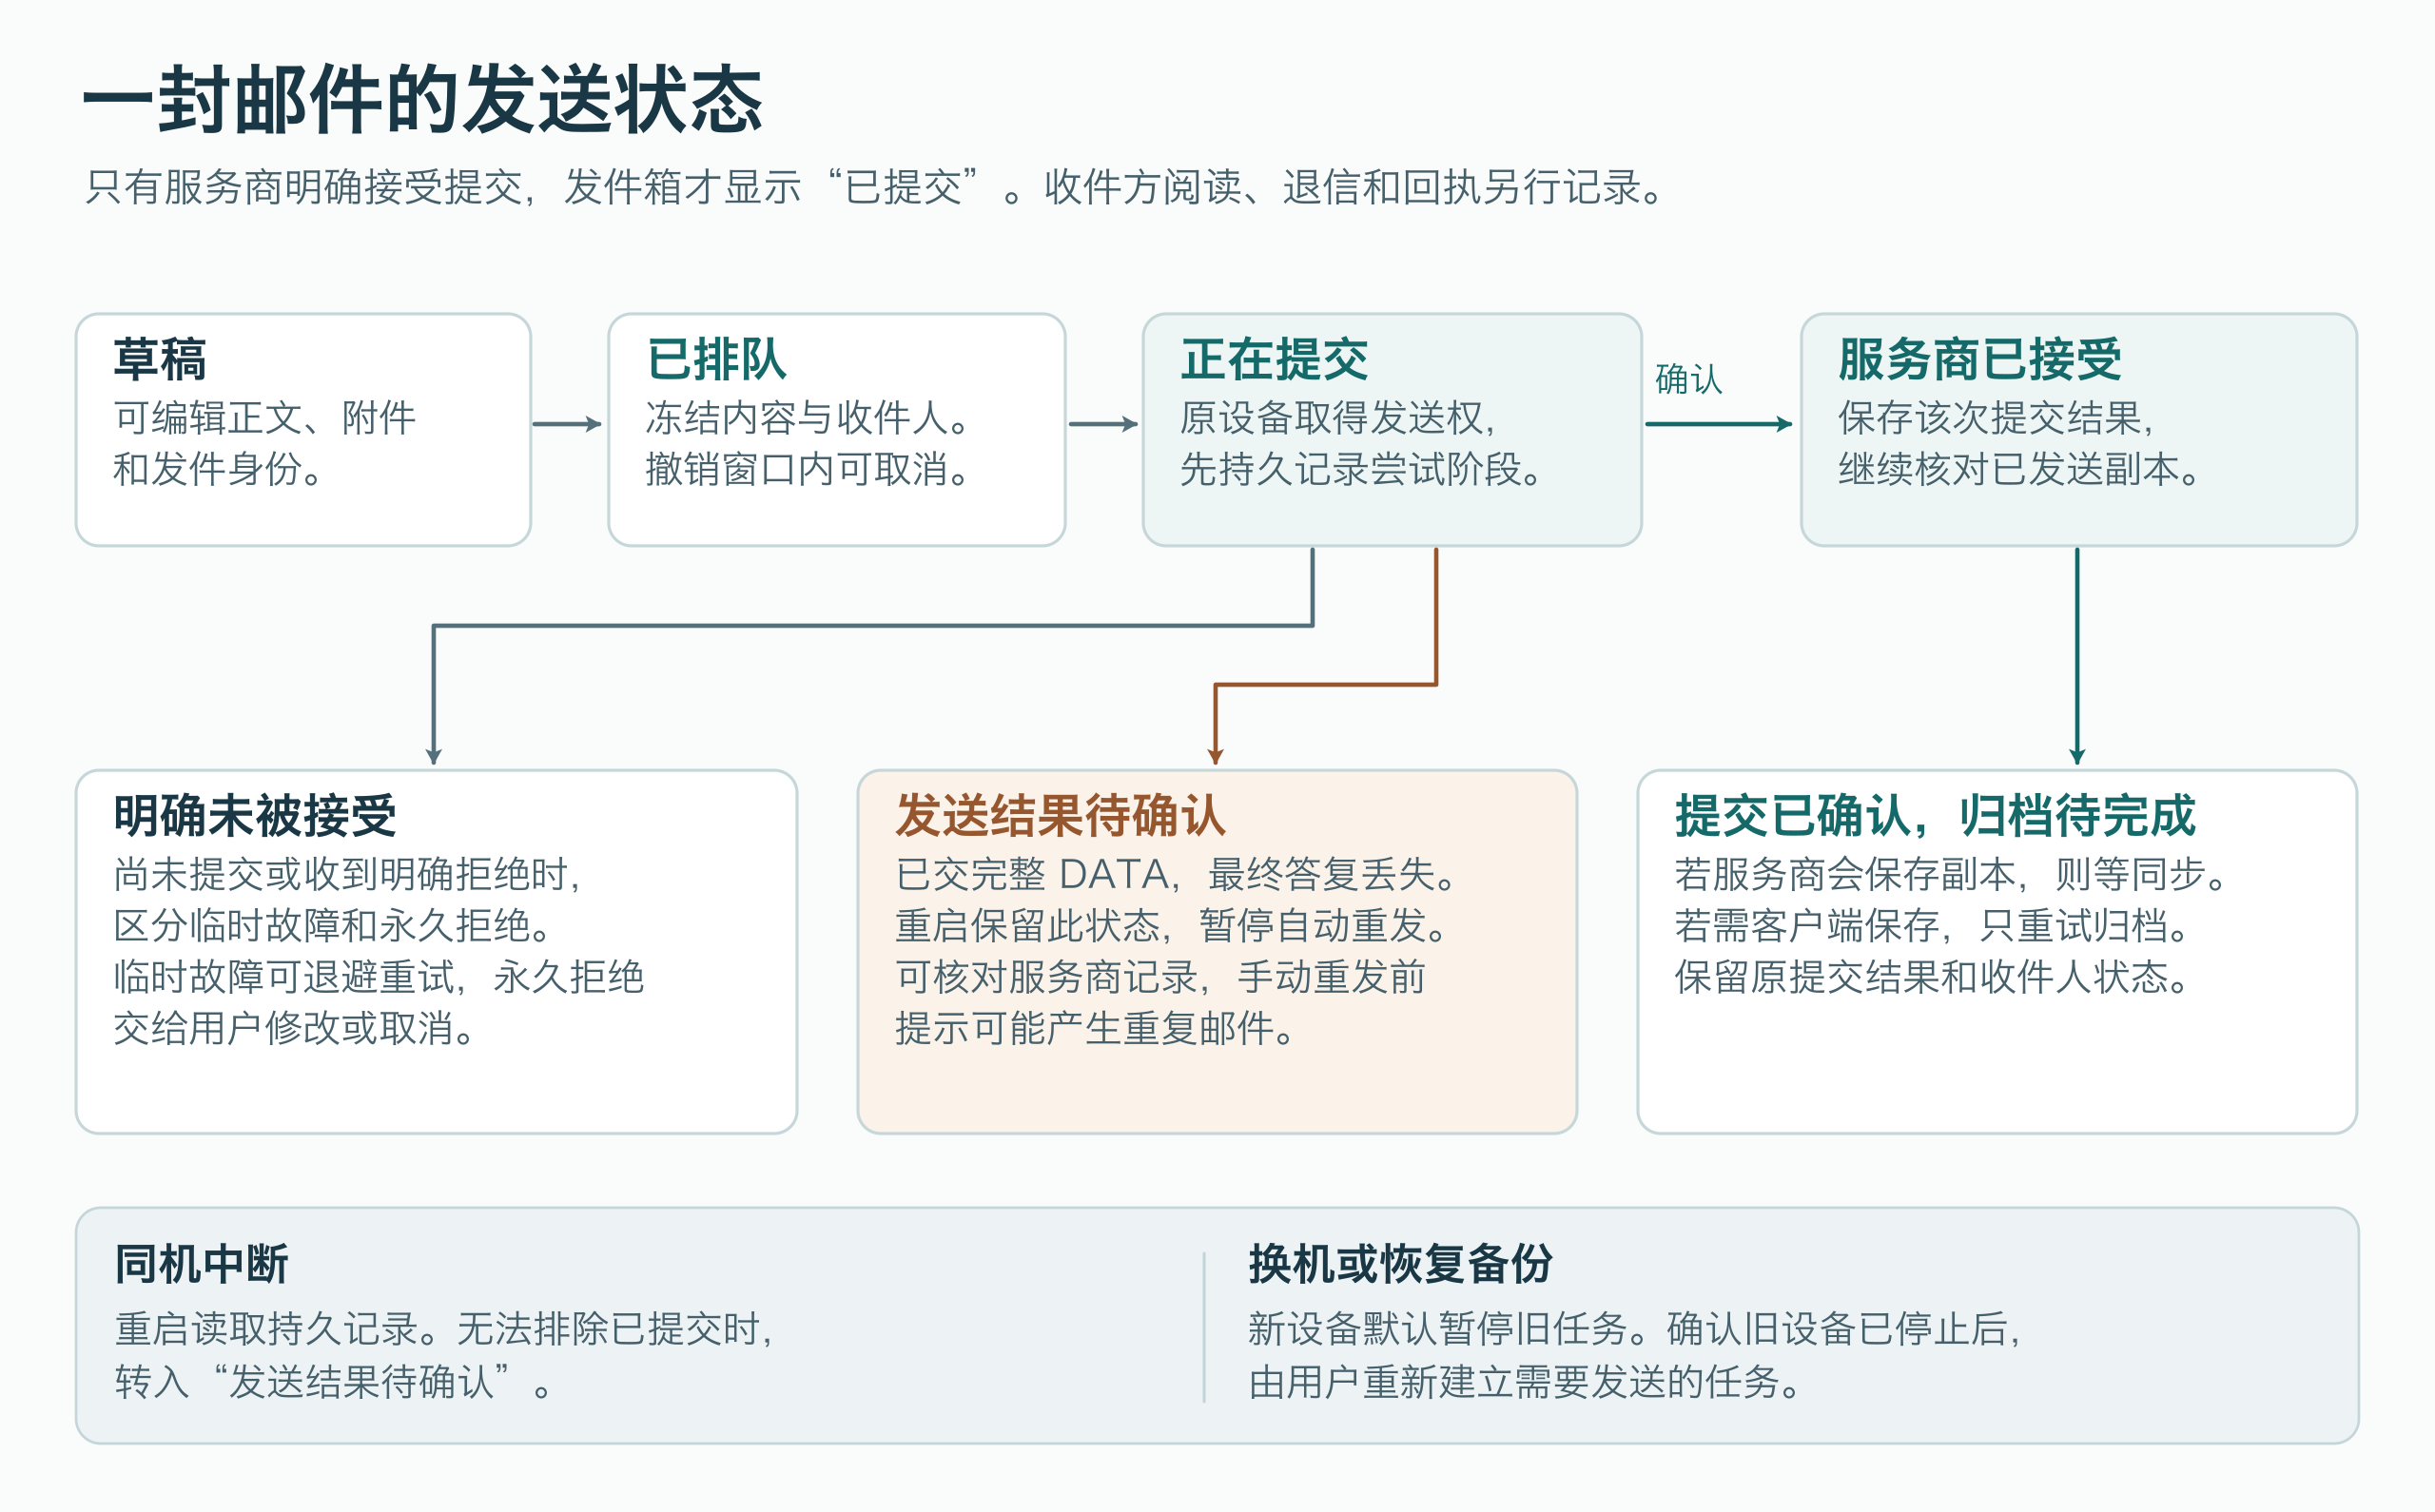 一封邮件的发送状态
只有服务商明确接受提交，发件箱才显示“已提交”。收件方阅读、退信和回执另行记录。
草稿
可编辑正文、附件
和发件身份。
已排队
冻结内容与收件人。
撤销窗口内可取消。
正在提交
原设备取得发送权，
先持久记录尝试阶段。
确认
服务商已接受
保存该次提交结果，
继续核对已发送副本。
明确未被接受
尚未提交或收到明确拒绝时，
区分临时故障和永久拒绝。
临时故障可退避重试，永久拒绝
交给用户修改或取消。
发送结果待确认
已交完整 DATA，最终答复丢失。
重启保留此状态，暂停自动重发。
可核对服务商记录，手动重发前
提示可能产生重复邮件。
提交已确认，归档待完成
若服务商会保存副本，则等同步。
若需客户端保存，只重试归档。
保留原提交结果和收件人状态。
同机中断
重启读取持久记录。无法排除已提交时，
转入“发送结果待确认”。
换机或恢复备份
新设备默认暂停旧任务。确认旧设备已停止后，
由用户重新建立需要发送的任务。